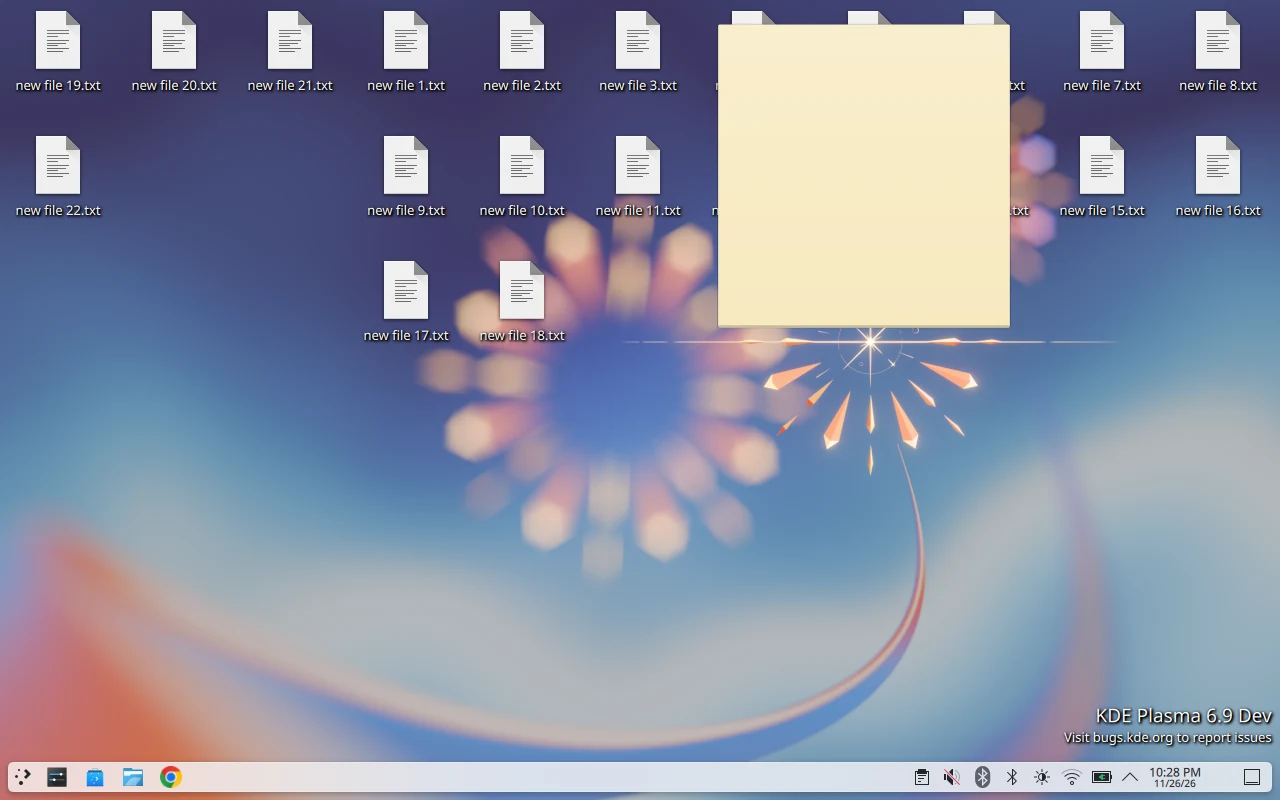 new file 19.txt
new file 20.txt
new file 21.txt
new file 1.txt
new file 2.txt
new file 3.txt
new file 7.txt
new file 8.txt
new file 22.txt
new file 9.txt
new file 10.txt
new file 11.txt
new file 15.txt
new file 16.txt
new file 17.txt
new file 18.txt
KDE Plasma 6.9 Dev
Visit bugs.kde.org to report issues
10:28 PM
11/26/26